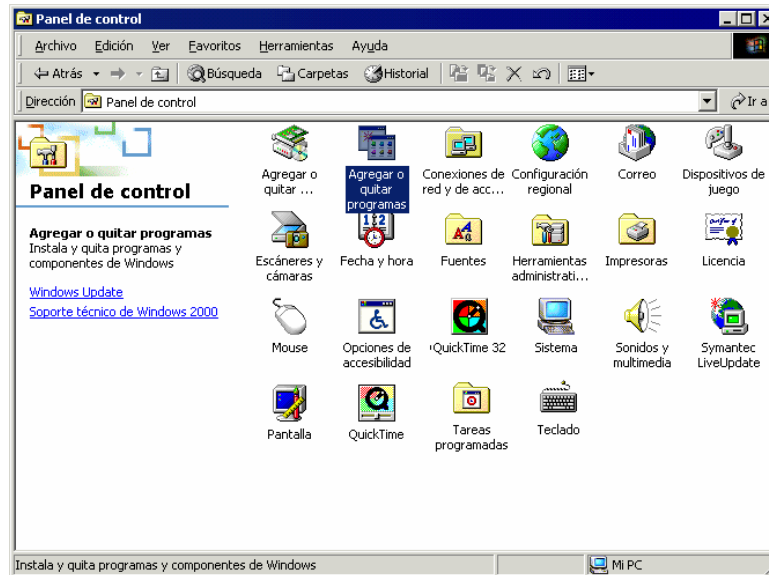 Panel de control
Archivo Edición Ver Favoritos Herramientas Ayuda
Atrás Búsqueda Carpetas Historial
Dirección Panel de control Ir a
Panel de control
Agregar o quitar programas
Instala y quita programas y
componentes de Windows
Windows Update
Soporte técnico de Windows 2000
Agregar o
quitar ...
Agregar o
quitar
programas
Conexiones de
red y de acc...
Configuración
regional
Correo
Dispositivos de
juego
Escáneres y
cámaras
Fecha y hora
Fuentes
Herramientas
administrati...
Impresoras
Licencia
Mouse
Opciones de
accesibilidad
QuickTime 32
Sistema
Sonidos y
multimedia
Symantec
LiveUpdate
Pantalla
QuickTime
Tareas
programadas
Teclado
Instala y quita programas y componentes de Windows Mi PC